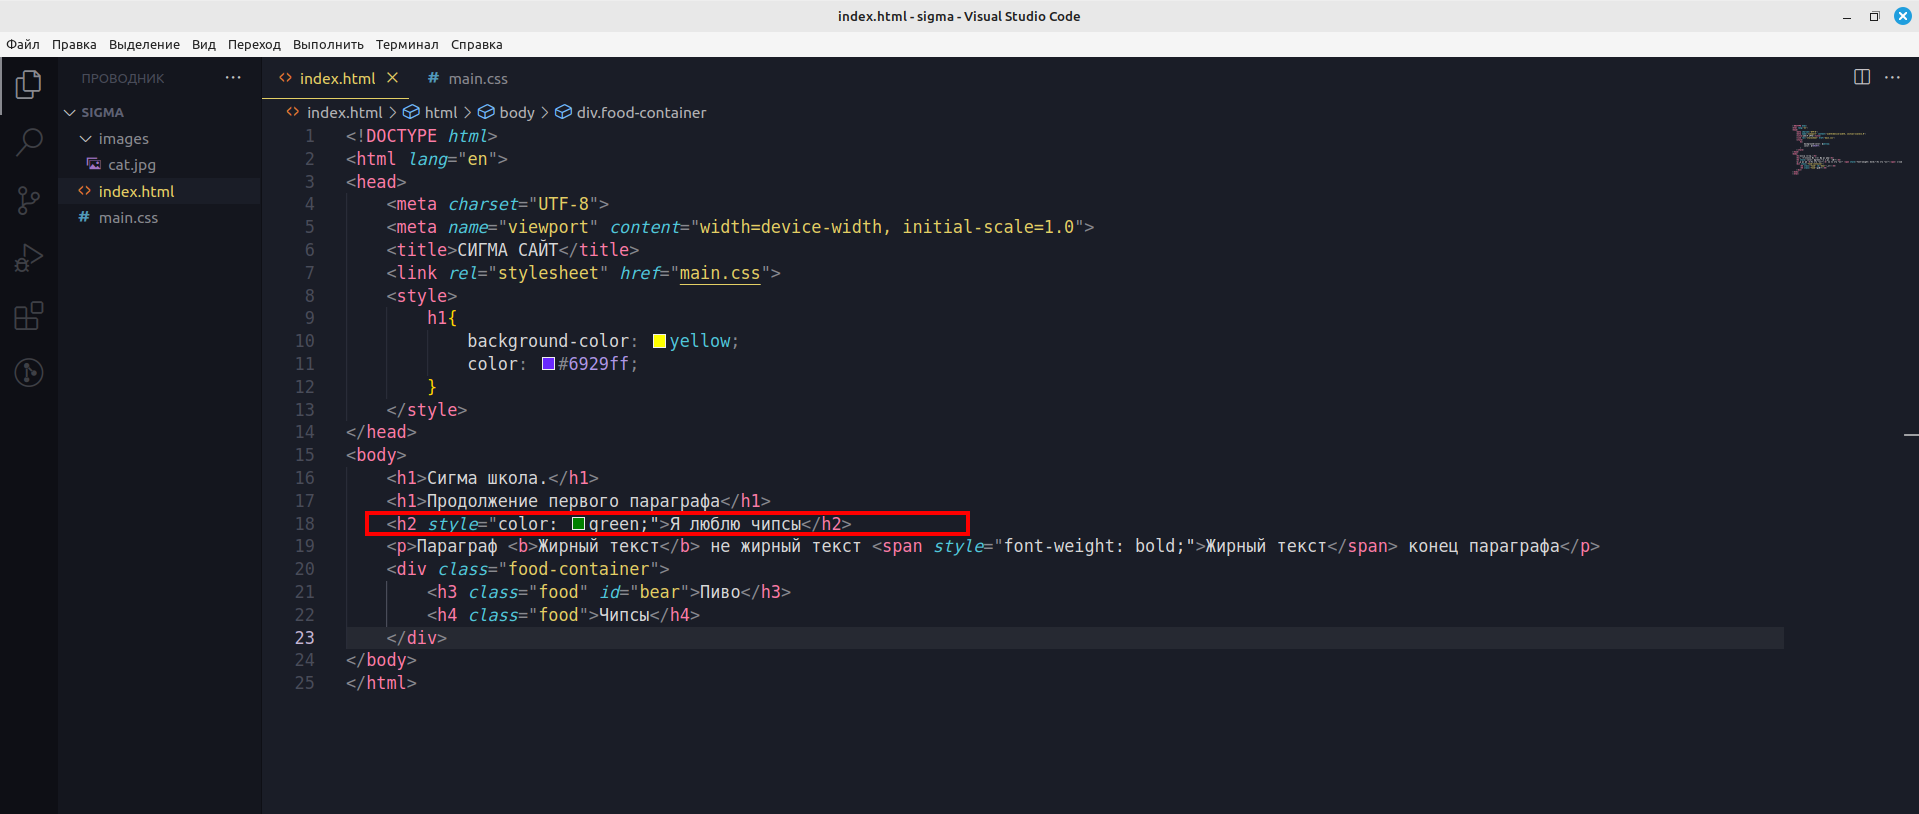 index.html - sigma - Visual Studio Code
Файл Правка Выделение Вид Переход Выполнить Терминал Справка
ПРОВОДНИК
SIGMA
images
cat.jpg
index.html
main.css
index.html main.css
index.html > html > body > div.food-container
1 <!DOCTYPE html>
2 <html lang="en">
3 <head>
4 <meta charset="UTF-8">
5 <meta name="viewport" content="width=device-width, initial-scale=1.0">
6 <title>СИГМА САЙТ</title>
7 <link rel="stylesheet" href="main.css">
8 <style>
9 h1{
10 background-color: yellow;
11 color: #6929ff;
12 }
13 </style>
14 </head>
15 <body>
16 <h1>Сигма школа.</h1>
17 <h1>Продолжение первого параграфа</h1>
18 <h2 style="color: green;">Я люблю чипсы</h2>
19 <p>Параграф <b>Жирный текст</b> не жирный текст <span style="font-weight: bold;">Жирный текст</span> конец параграфа</p>
20 <div class="food-container">
21 <h3 class="food" id="bear">Пиво</h3>
22 <h4 class="food">Чипсы</h4>
23 </div>
24 </body>
25 </html>